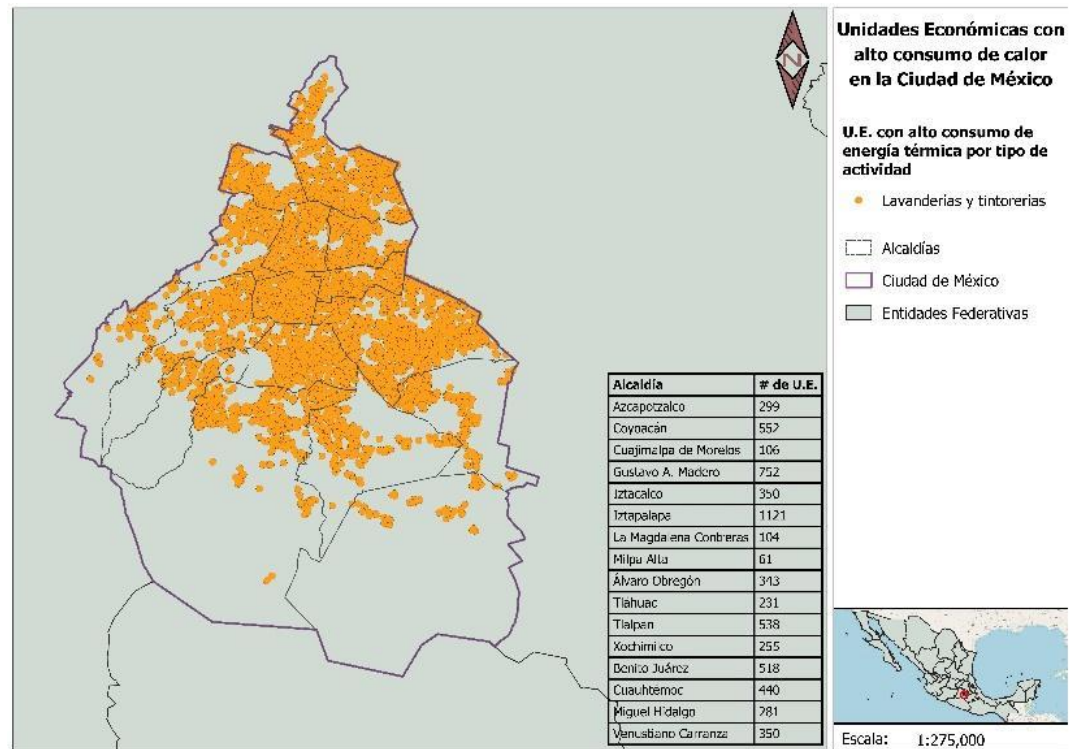 N
Unidades Económicas con
alto consumo de calor
en la Ciudad de México
U.E. con alto consumo de
energía térmica por tipo de
actividad
Lavanderías y tintorerias
Alcaldías
Ciudad de México
Entidades Federativas
Alcaldía # de U.E.
Azcapotzalco 299
Coyoacán 552
Cuajimalpa de Morelos 106
Gustavo A. Madero 752
Iztacalco 350
Iztapalapa 1121
La Magdalena Contreras 104
Milpa Alta 61
Álvaro Obregón 343
Tláhuac 231
Tlalpan 538
Xochimilco 255
Benito Juárez 518
Cuauhtémoc 440
Miguel Hidalgo 281
Venustiano Carranza 350
Escala: 1:275,000